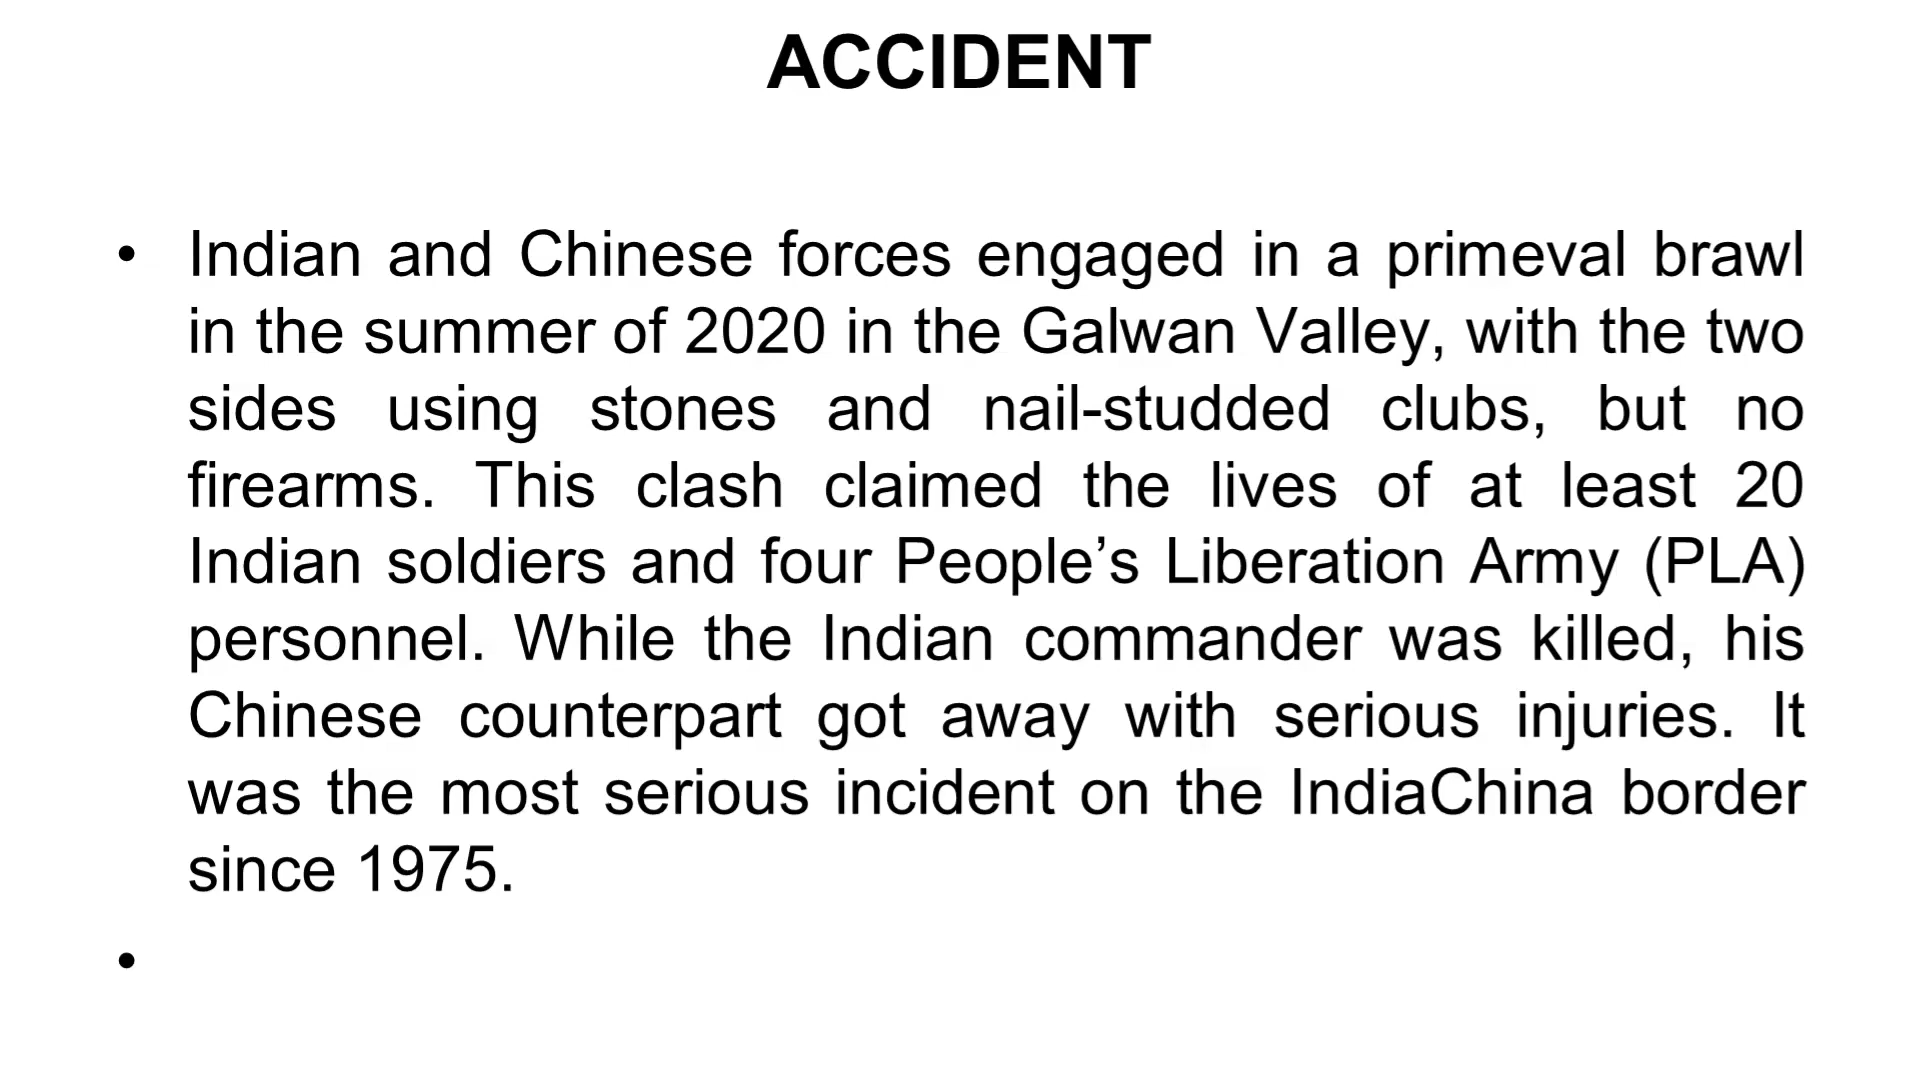 ACCIDENT
• Indian and Chinese forces engaged in a primeval brawl
in the summer of 2020 in the Galwan Valley, with the two
sides using stones and nail-studded clubs, but no
firearms. This clash claimed the lives of at least 20
Indian soldiers and four People’s Liberation Army (PLA)
personnel. While the Indian commander was killed, his
Chinese counterpart got away with serious injuries. It
was the most serious incident on the IndiaChina border
since 1975.
•